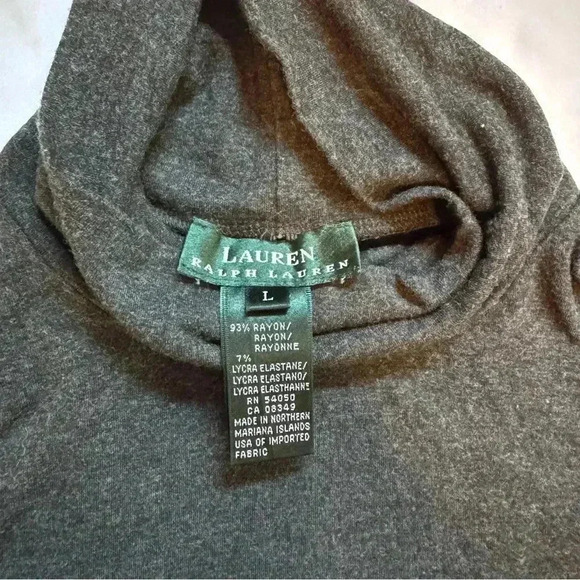 LAUREN
RALPH LAUREN
L
93% RAYON/
RAYON/
RAYONNE
7%
LYCRA ELASTANE/
LYCRA ELASTANO/
LYCRA ELASTHANNE
RN 54050
CA 08349
MADE IN NORTHERN
MARIANA ISLANDS
USA OF IMPORTED
FABRIC